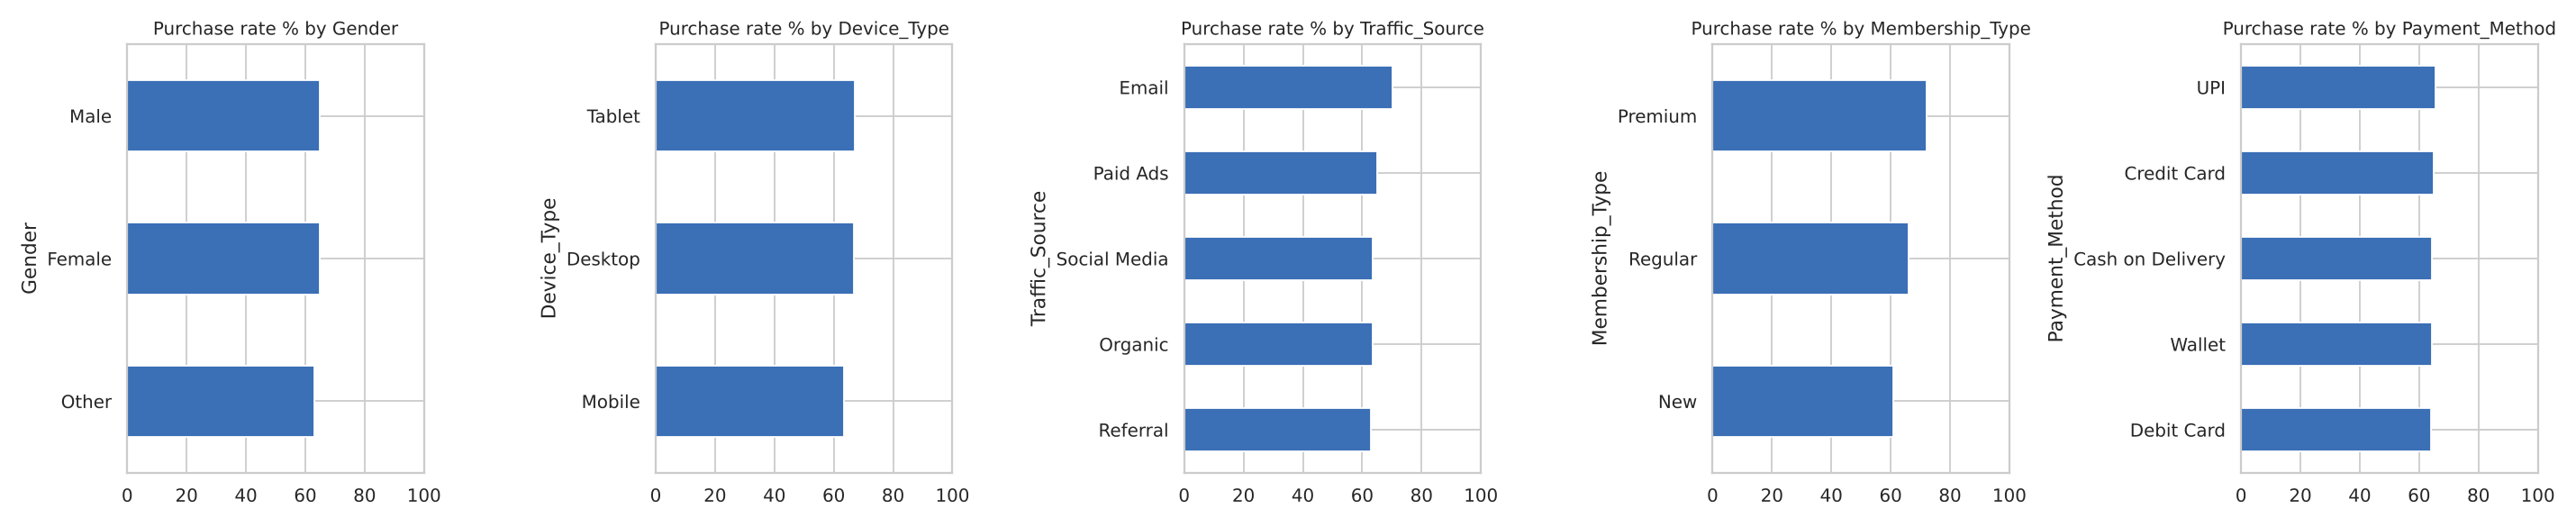 Purchase rate % by Gender
Gender
Male
Female
Other
0 20 40 60 80 100
Purchase rate % by Device_Type
Device_Type
Tablet
Desktop
Mobile
0 20 40 60 80 100
Purchase rate % by Traffic_Source
Traffic_Source
Email
Paid Ads
Social Media
Organic
Referral
0 20 40 60 80 100
Purchase rate % by Membership_Type
Membership_Type
Premium
Regular
New
0 20 40 60 80 100
Purchase rate % by Payment_Method
Payment_Method
UPI
Credit Card
Cash on Delivery
Wallet
Debit Card
0 20 40 60 80 100